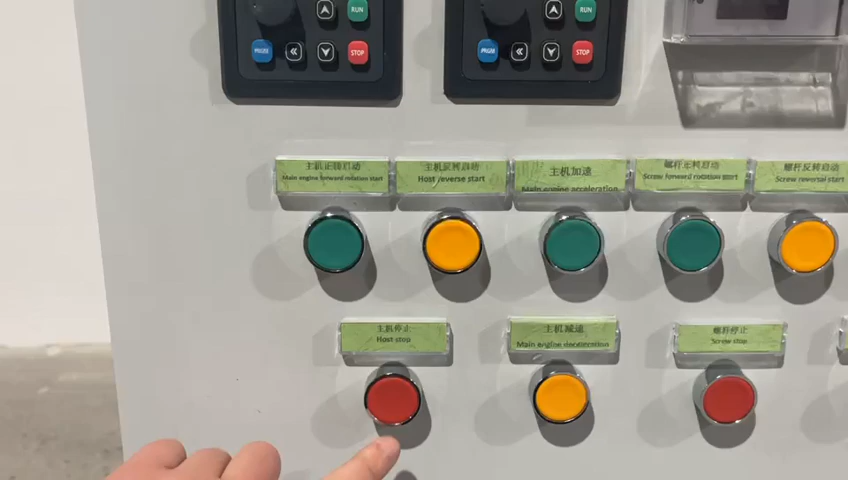 RUN
RUN
PRGM
STOP
PRGM
STOP
主机正转启动
Main engine forward rotation start
主机反转启动
Host reverse start
主机加速
Main engine acceleration
螺杆正转启动
Screw forward rotation start
螺杆反转启动
Screw reversal start
主机停止
Host stop
主机减速
Main engine deceleration
螺杆停止
Screw stop